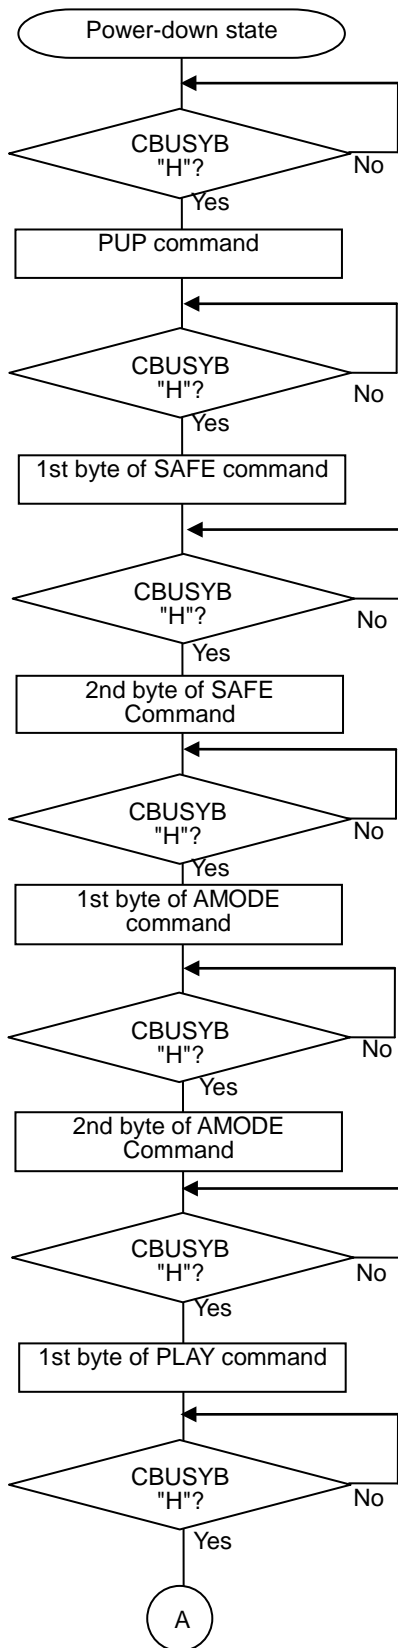 Power-down state
CBUSYB
"H"?
No
Yes
PUP command
CBUSYB
"H"?
No
Yes
1st byte of SAFE command
CBUSYB
"H"?
No
Yes
2nd byte of SAFE
Command
CBUSYB
"H"?
No
Yes
1st byte of AMODE
command
CBUSYB
"H"?
No
Yes
2nd byte of AMODE
Command
CBUSYB
"H"?
No
Yes
1st byte of PLAY command
CBUSYB
"H"?
No
Yes
A